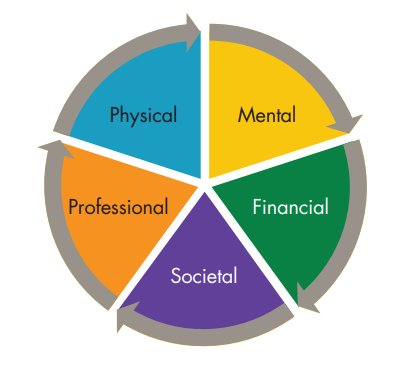 Physical
Mental
Professional
Financial
Societal